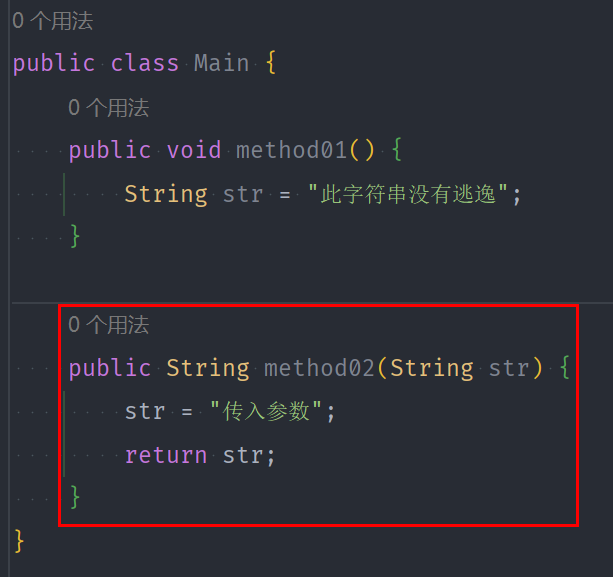 0 个用法
public class Main {
0 个用法
public void method01() {
String str = "此字符串没有逃逸";
}
0 个用法
public String method02(String str) {
str = "传入参数";
return str;
}
}